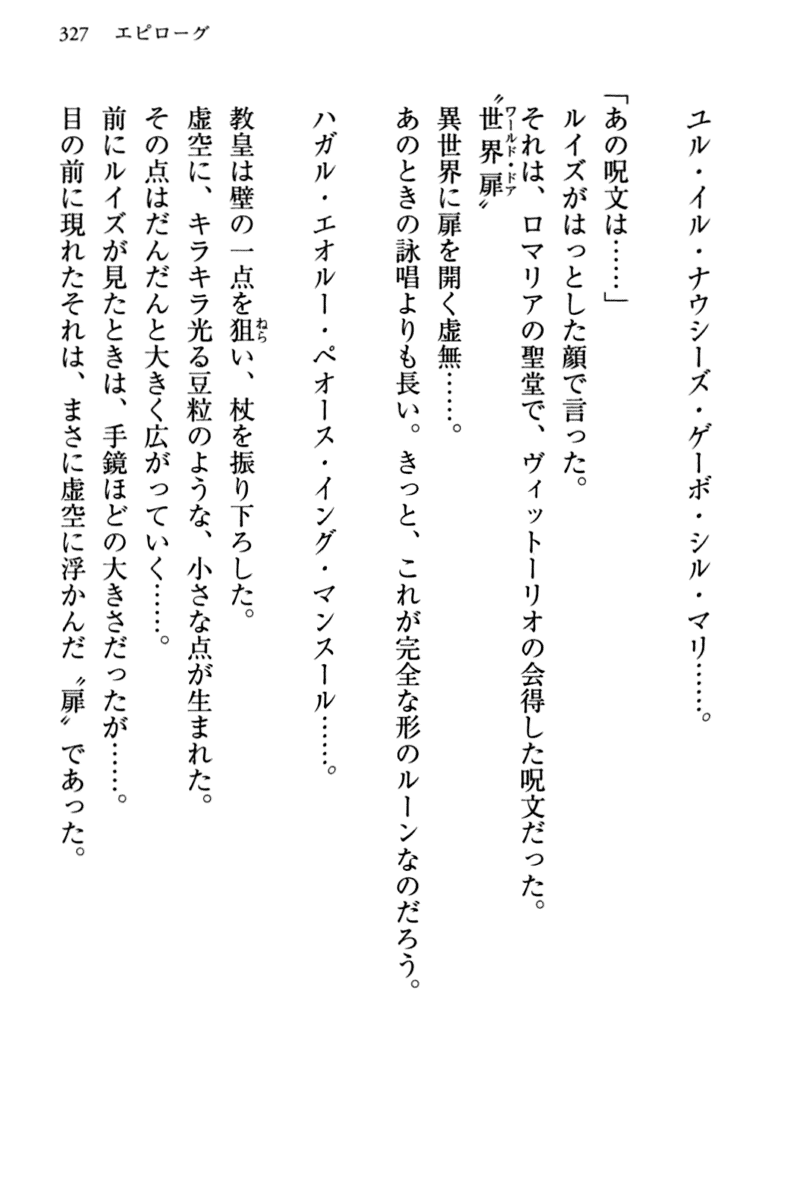 327 エピローグ
ユル・イル・ナウシーズ・ゲーボ・シル・マリ……。
「あの呪文は……」
ルイズがはっとした顔で言った。
それは、ロマリアの聖堂で、ヴィットーリオの会得した呪文だった。
ワールド・ドア
〝世界扉〟
異世界に扉を開く虚無……。
あのときの詠唱よりも長い。きっと、これが完全な形のルーンなのだろう。
ハガル・エオルー・ペオース・イング・マンスール……。
ねら
教皇は壁の一点を狙い、杖を振り下ろした。
虚空に、キラキラ光る豆粒のような、小さな点が生まれた。
その点はだんだんと大きく広がっていく……。
前にルイズが見たときは、手鏡ほどの大きさだったが……。
目の前に現れたそれは、まさに虚空に浮かんだ〝扉〟であった。